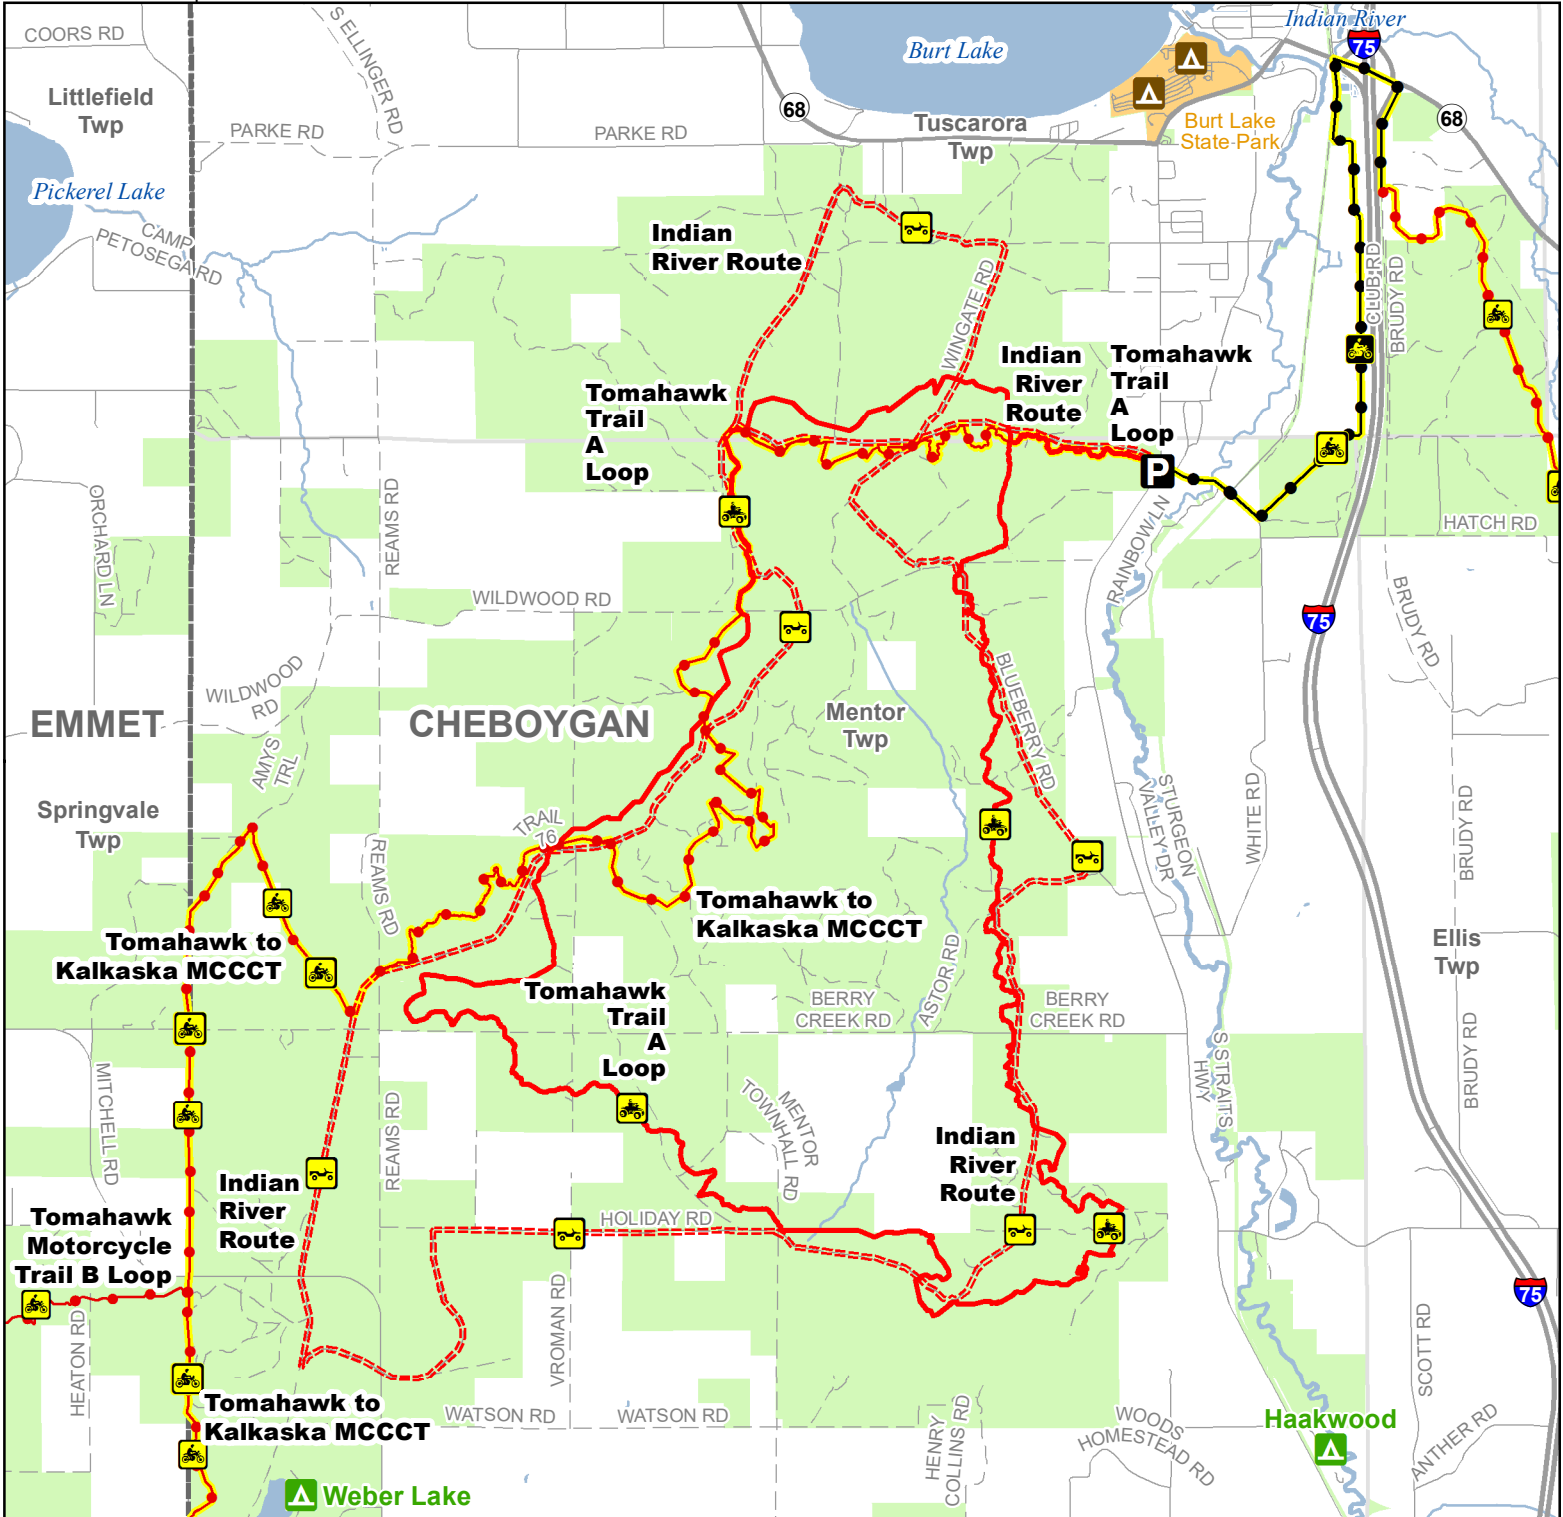 COORS RD
S ELLINGER RD
Burt Lake
Indian River
75
Littlefield
Twp
68
68
PARKE RD
PARKE RD
Tuscarora
Twp
Burt Lake
State Park
Pickerel Lake
CAMP
PETOSEGA RD
Indian
River Route
WINGATE RD
CLUB RD
BRUDY RD
Indian
River
Route
Tomahawk
Trail
A
Loop
Tomahawk
Trail
A
Loop
P
ORCHARD LN
REAMS RD
RAINBOW LN
HATCH RD
WILDWOOD RD
75
BRUDY RD
WILDWOOD
RD
BLUEBERRY RD
EMMET
CHEBOYGAN
Mentor
Twp
AMYS
TRL
Springvale
Twp
TRAIL
76
STURGEON
VALLEY DR
WHITE RD
BRUDY RD
REAMS RD
Tomahawk to
Kalkaska MCCCT
Tomahawk to
Kalkaska MCCCT
ASTOR RD
Ellis
Twp
Tomahawk
Trail
A
Loop
BERRY
CREEK RD
BERRY
CREEK RD
BRUDY RD
MITCHELL RD
REAMS RD
MENTOR
TOWNHALL RD
S STRAITS
HWY
Indian
River
Route
Indian
River
Route
Tomahawk
Motorcycle
Trail B Loop
HOLIDAY RD
75
HEATON RD
VROMAN RD
SCOTT RD
Tomahawk to
Kalkaska MCCCT
WATSON RD
WATSON RD
HENRY
COLLINS RD
WOODS
HOMESTEAD RD
Haakwood
ANTHER RD
Weber Lake